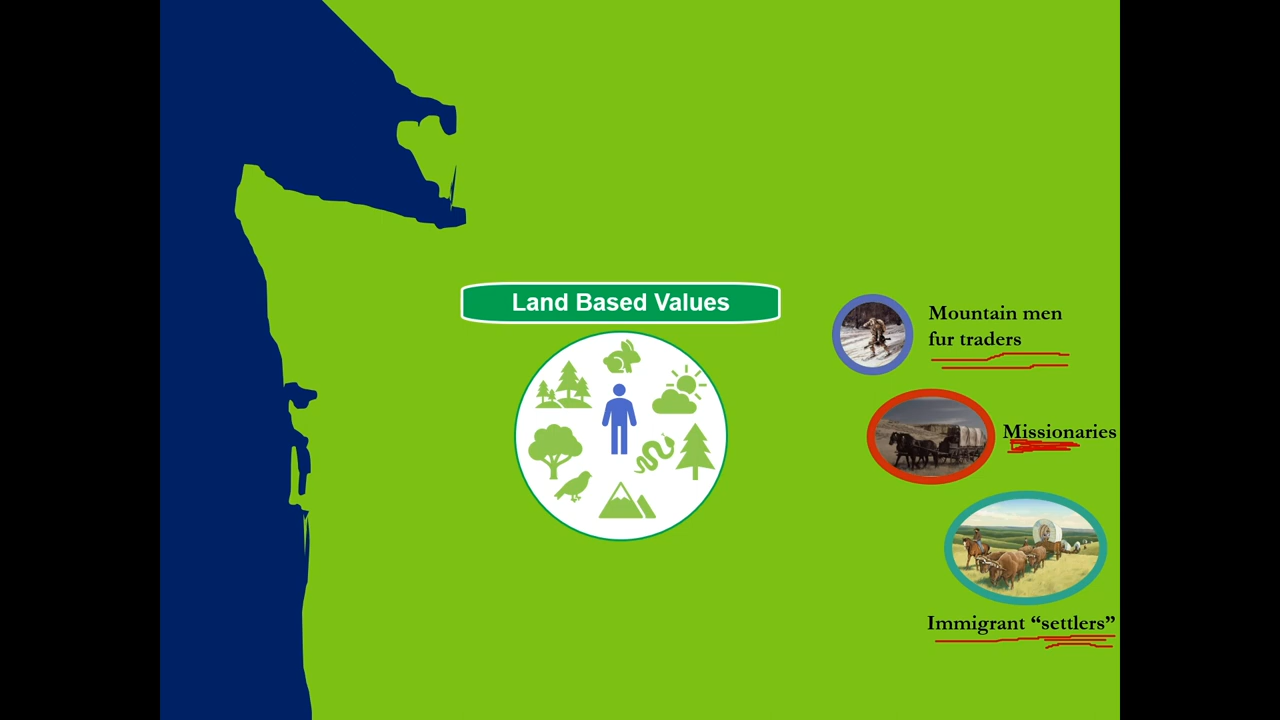 Land Based Values
Mountain men
fur traders
Missionaries
Immigrant “settlers”